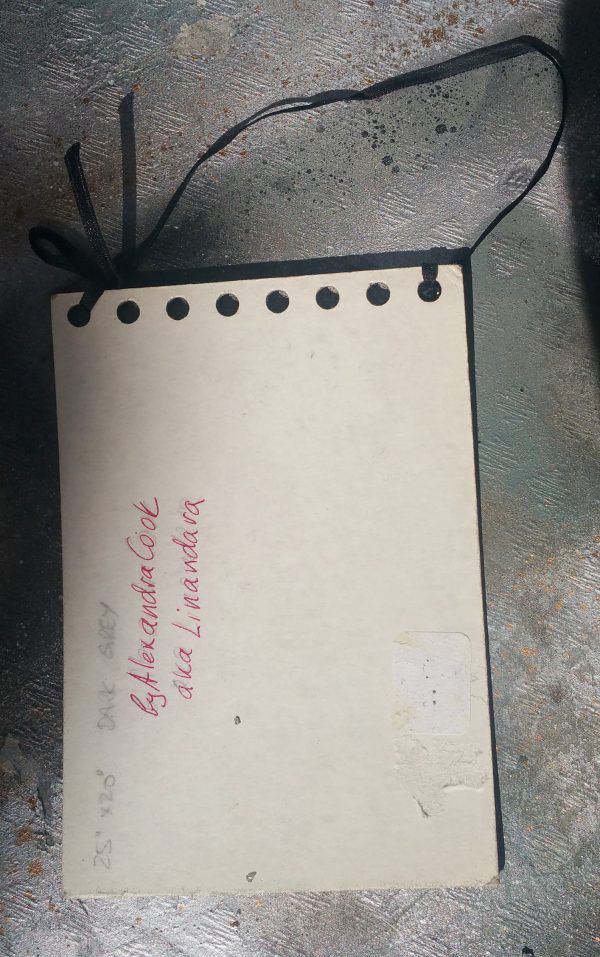 25" x 20" DARK GREY
by Alexandra Cook
aka Linandara